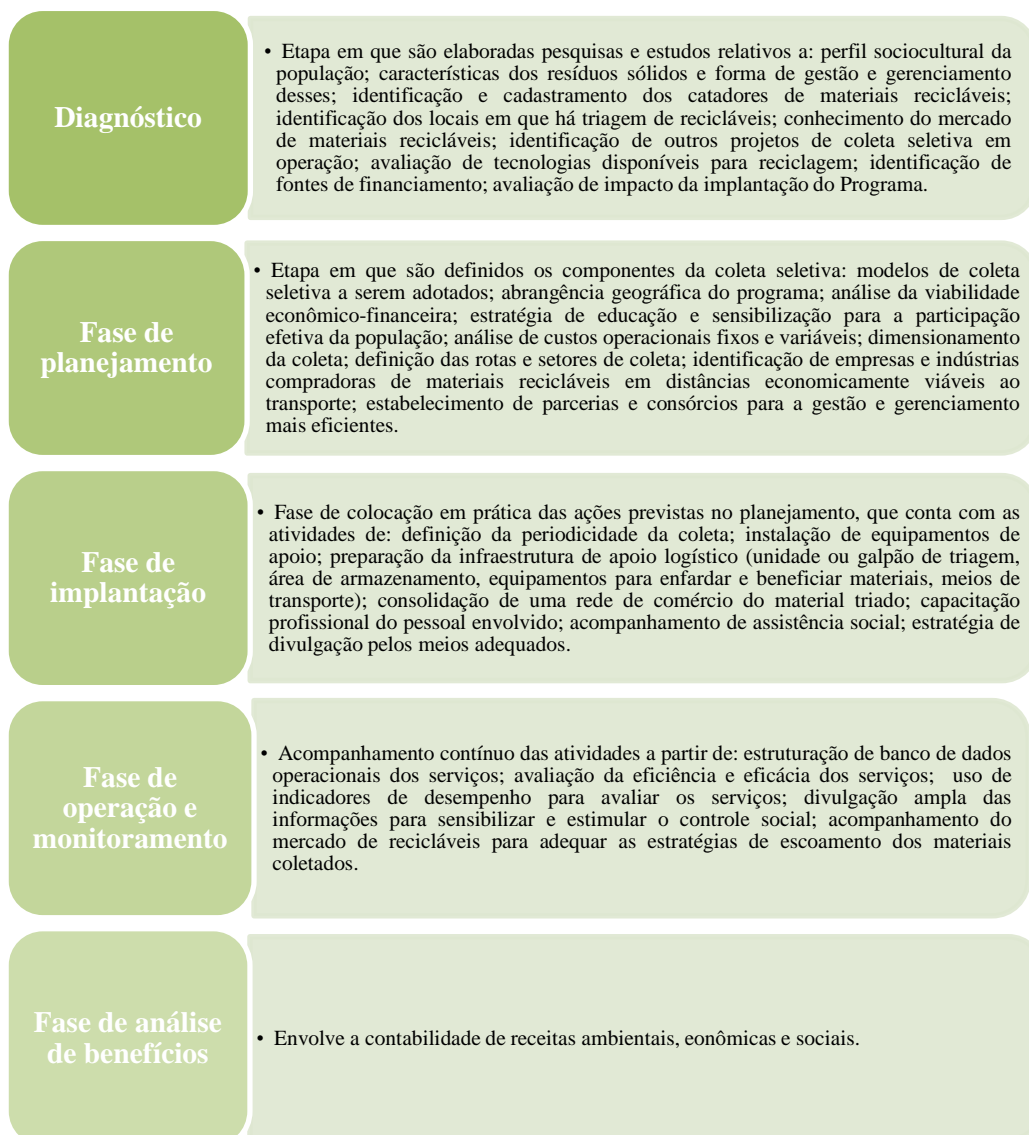 Diagnóstico
• Etapa em que são elaboradas pesquisas e estudos relativos a: perfil sociocultural da
população; características dos resíduos sólidos e forma de gestão e gerenciamento
desses; identificação e cadastramento dos catadores de materiais recicláveis;
identificação dos locais em que há triagem de recicláveis; conhecimento do mercado
de materiais recicláveis; identificação de outros projetos de coleta seletiva em
operação; avaliação de tecnologias disponíveis para reciclagem; identificação de
fontes de financiamento; avaliação de impacto da implantação do Programa.
Fase de
planejamento
• Etapa em que são definidos os componentes da coleta seletiva: modelos de coleta
seletiva a serem adotados; abrangência geográfica do programa; análise da viabilidade
econômico-financeira; estratégia de educação e sensibilização para a participação
efetiva da população; análise de custos operacionais fixos e variáveis; dimensionamento
da coleta; definição das rotas e setores de coleta; identificação de empresas e indústrias
compradoras de materiais recicláveis em distâncias economicamente viáveis ao
transporte; estabelecimento de parcerias e consórcios para a gestão e gerenciamento
mais eficientes.
Fase de
implantação
• Fase de colocação em prática das ações previstas no planejamento, que conta com as
atividades de: definição da periodicidade da coleta; instalação de equipamentos de
apoio; preparação da infraestrutura de apoio logístico (unidade ou galpão de triagem,
área de armazenamento, equipamentos para enfardar e beneficiar materiais, meios de
transporte); consolidação de uma rede de comércio do material triado; capacitação
profissional do pessoal envolvido; acompanhamento de assistência social; estratégia de
divulgação pelos meios adequados.
Fase de
operação e
monitoramento
• Acompanhamento contínuo das atividades a partir de: estruturação de banco de dados
operacionais dos serviços; avaliação da eficiência e eficácia dos serviços; uso de
indicadores de desempenho para avaliar os serviços; divulgação ampla das
informações para sensibilizar e estimular o controle social; acompanhamento do
mercado de recicláveis para adequar as estratégias de escoamento dos materiais
coletados.
Fase de análise
de benefícios
• Envolve a contabilidade de receitas ambientais, eonômicas e sociais.